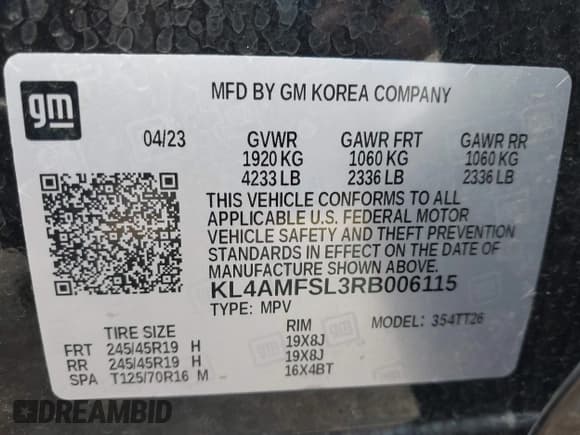 gm
MFD BY GM KOREA COMPANY
04/23 GVWR GAWR FRT GAWR RR
1920 KG 1060 KG 1060 KG
4233 LB 2336 LB 2336 LB
THIS VEHICLE CONFORMS TO ALL
APPLICABLE U.S. FEDERAL MOTOR
VEHICLE SAFETY AND THEFT PREVENTION
STANDARDS IN EFFECT ON THE DATE OF
MANUFACTURE SHOWN ABOVE.
KL4AMFSL3RB006115
TYPE: MPV MODEL: 354TT26
TIRE SIZE RIM
FRT 245/45R19 H 19X8J
RR 245/45R19 H 19X8J
SPA T125/70R16 M 16X4BT
DREAMBID